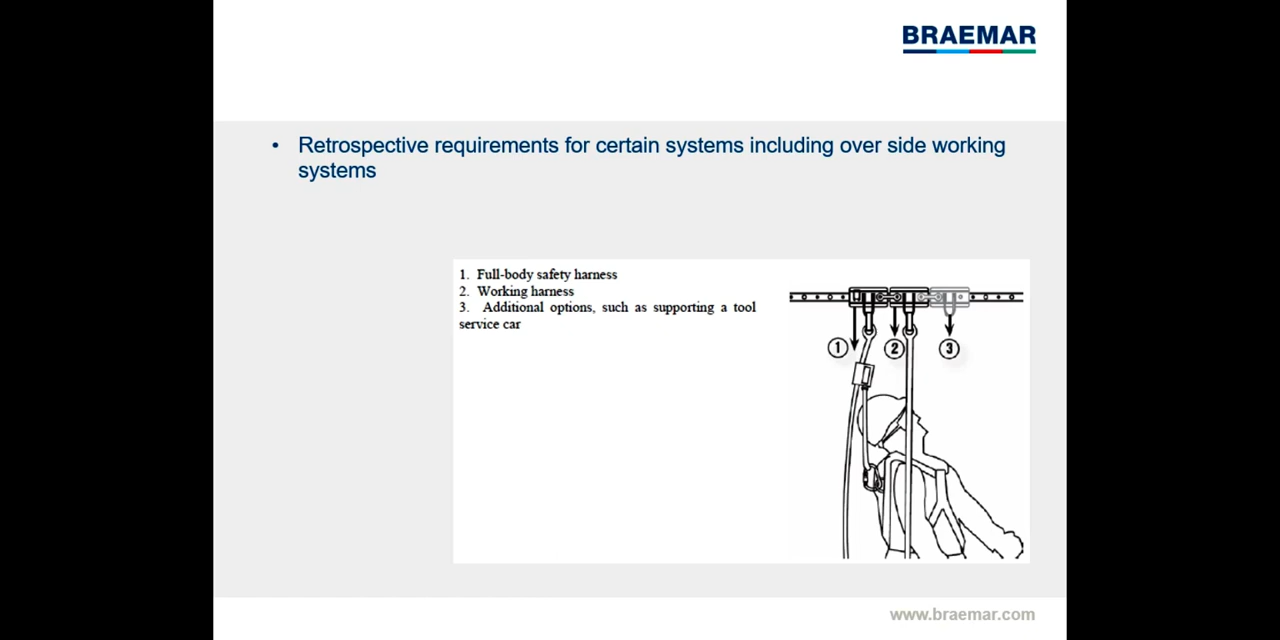 BRAEMAR
• Retrospective requirements for certain systems including over side working
systems
1. Full-body safety harness
2. Working harness
3. Additional options, such as supporting a tool
service car
1 2 3
www.braemar.com